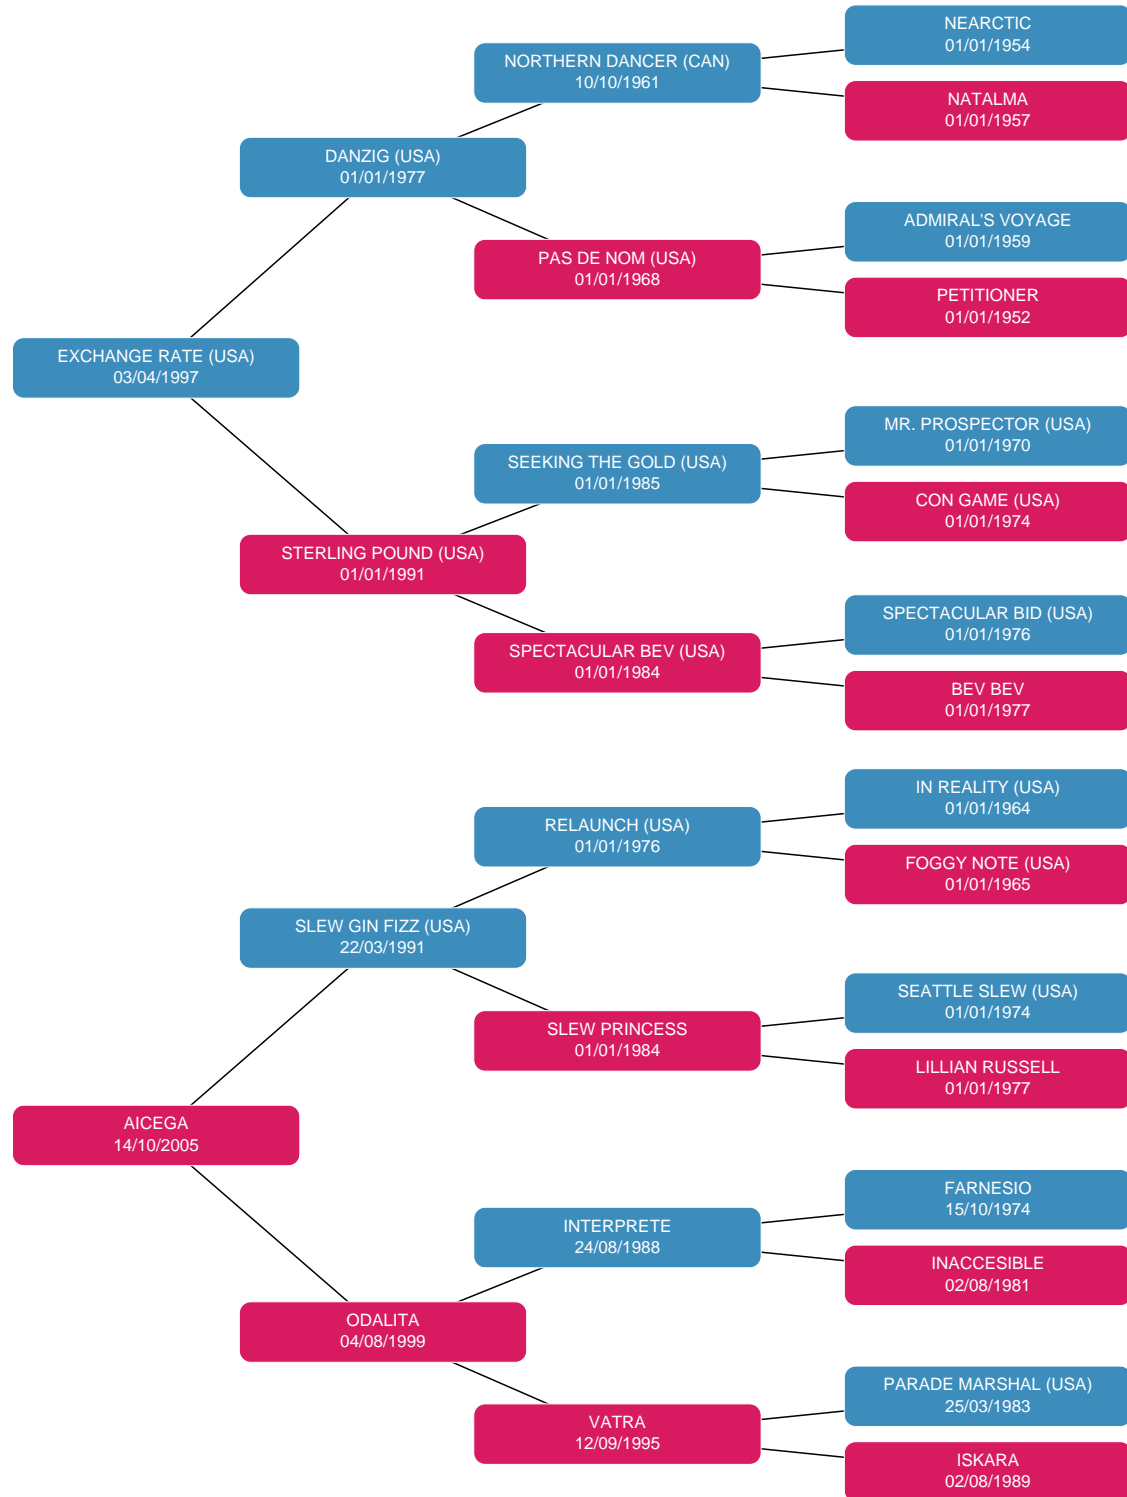 NEARCTIC
01/01/1954
NORTHERN DANCER (CAN)
10/10/1961
NATALMA
01/01/1957
DANZIG (USA)
01/01/1977
ADMIRAL'S VOYAGE
01/01/1959
PAS DE NOM (USA)
01/01/1968
PETITIONER
01/01/1952
EXCHANGE RATE (USA)
03/04/1997
MR. PROSPECTOR (USA)
01/01/1970
SEEKING THE GOLD (USA)
01/01/1985
CON GAME (USA)
01/01/1974
STERLING POUND (USA)
01/01/1991
SPECTACULAR BID (USA)
01/01/1976
SPECTACULAR BEV (USA)
01/01/1984
BEV BEV
01/01/1977
IN REALITY (USA)
01/01/1964
RELAUNCH (USA)
01/01/1976
FOGGY NOTE (USA)
01/01/1965
SLEW GIN FIZZ (USA)
22/03/1991
SEATTLE SLEW (USA)
01/01/1974
SLEW PRINCESS
01/01/1984
LILLIAN RUSSELL
01/01/1977
AICEGA
14/10/2005
FARNESIO
15/10/1974
INTERPRETE
24/08/1988
INACCESIBLE
02/08/1981
ODALITA
04/08/1999
PARADE MARSHAL (USA)
25/03/1983
VATRA
12/09/1995
ISKARA
02/08/1989